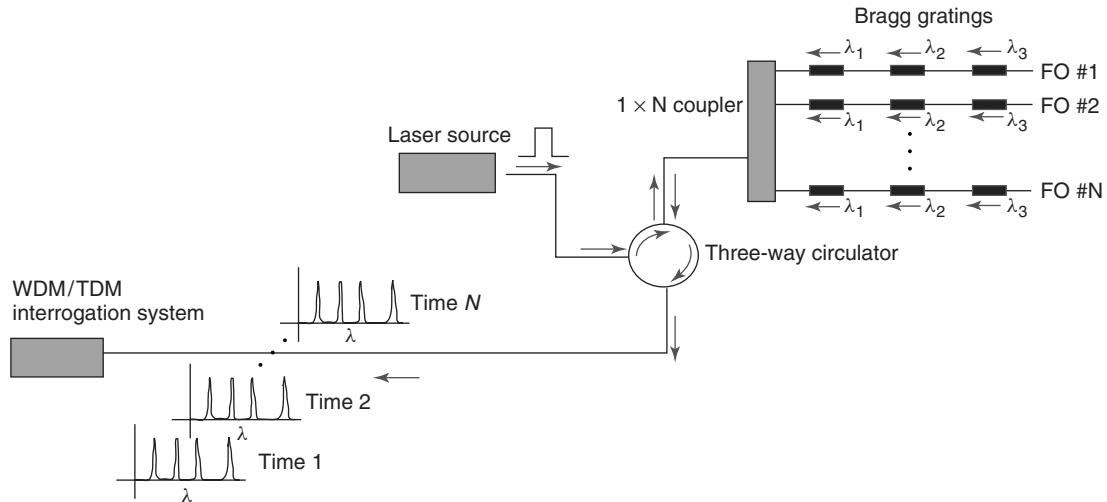 Bragg gratings
λ1 λ2 λ3
FO #1
1 × N coupler
FO #2
λ1 λ2 λ3
Laser source
FO #N
λ1 λ2 λ3
Three-way circulator
WDM/TDM
interrogation system
Time N
λ
Time 2
λ
Time 1
λ